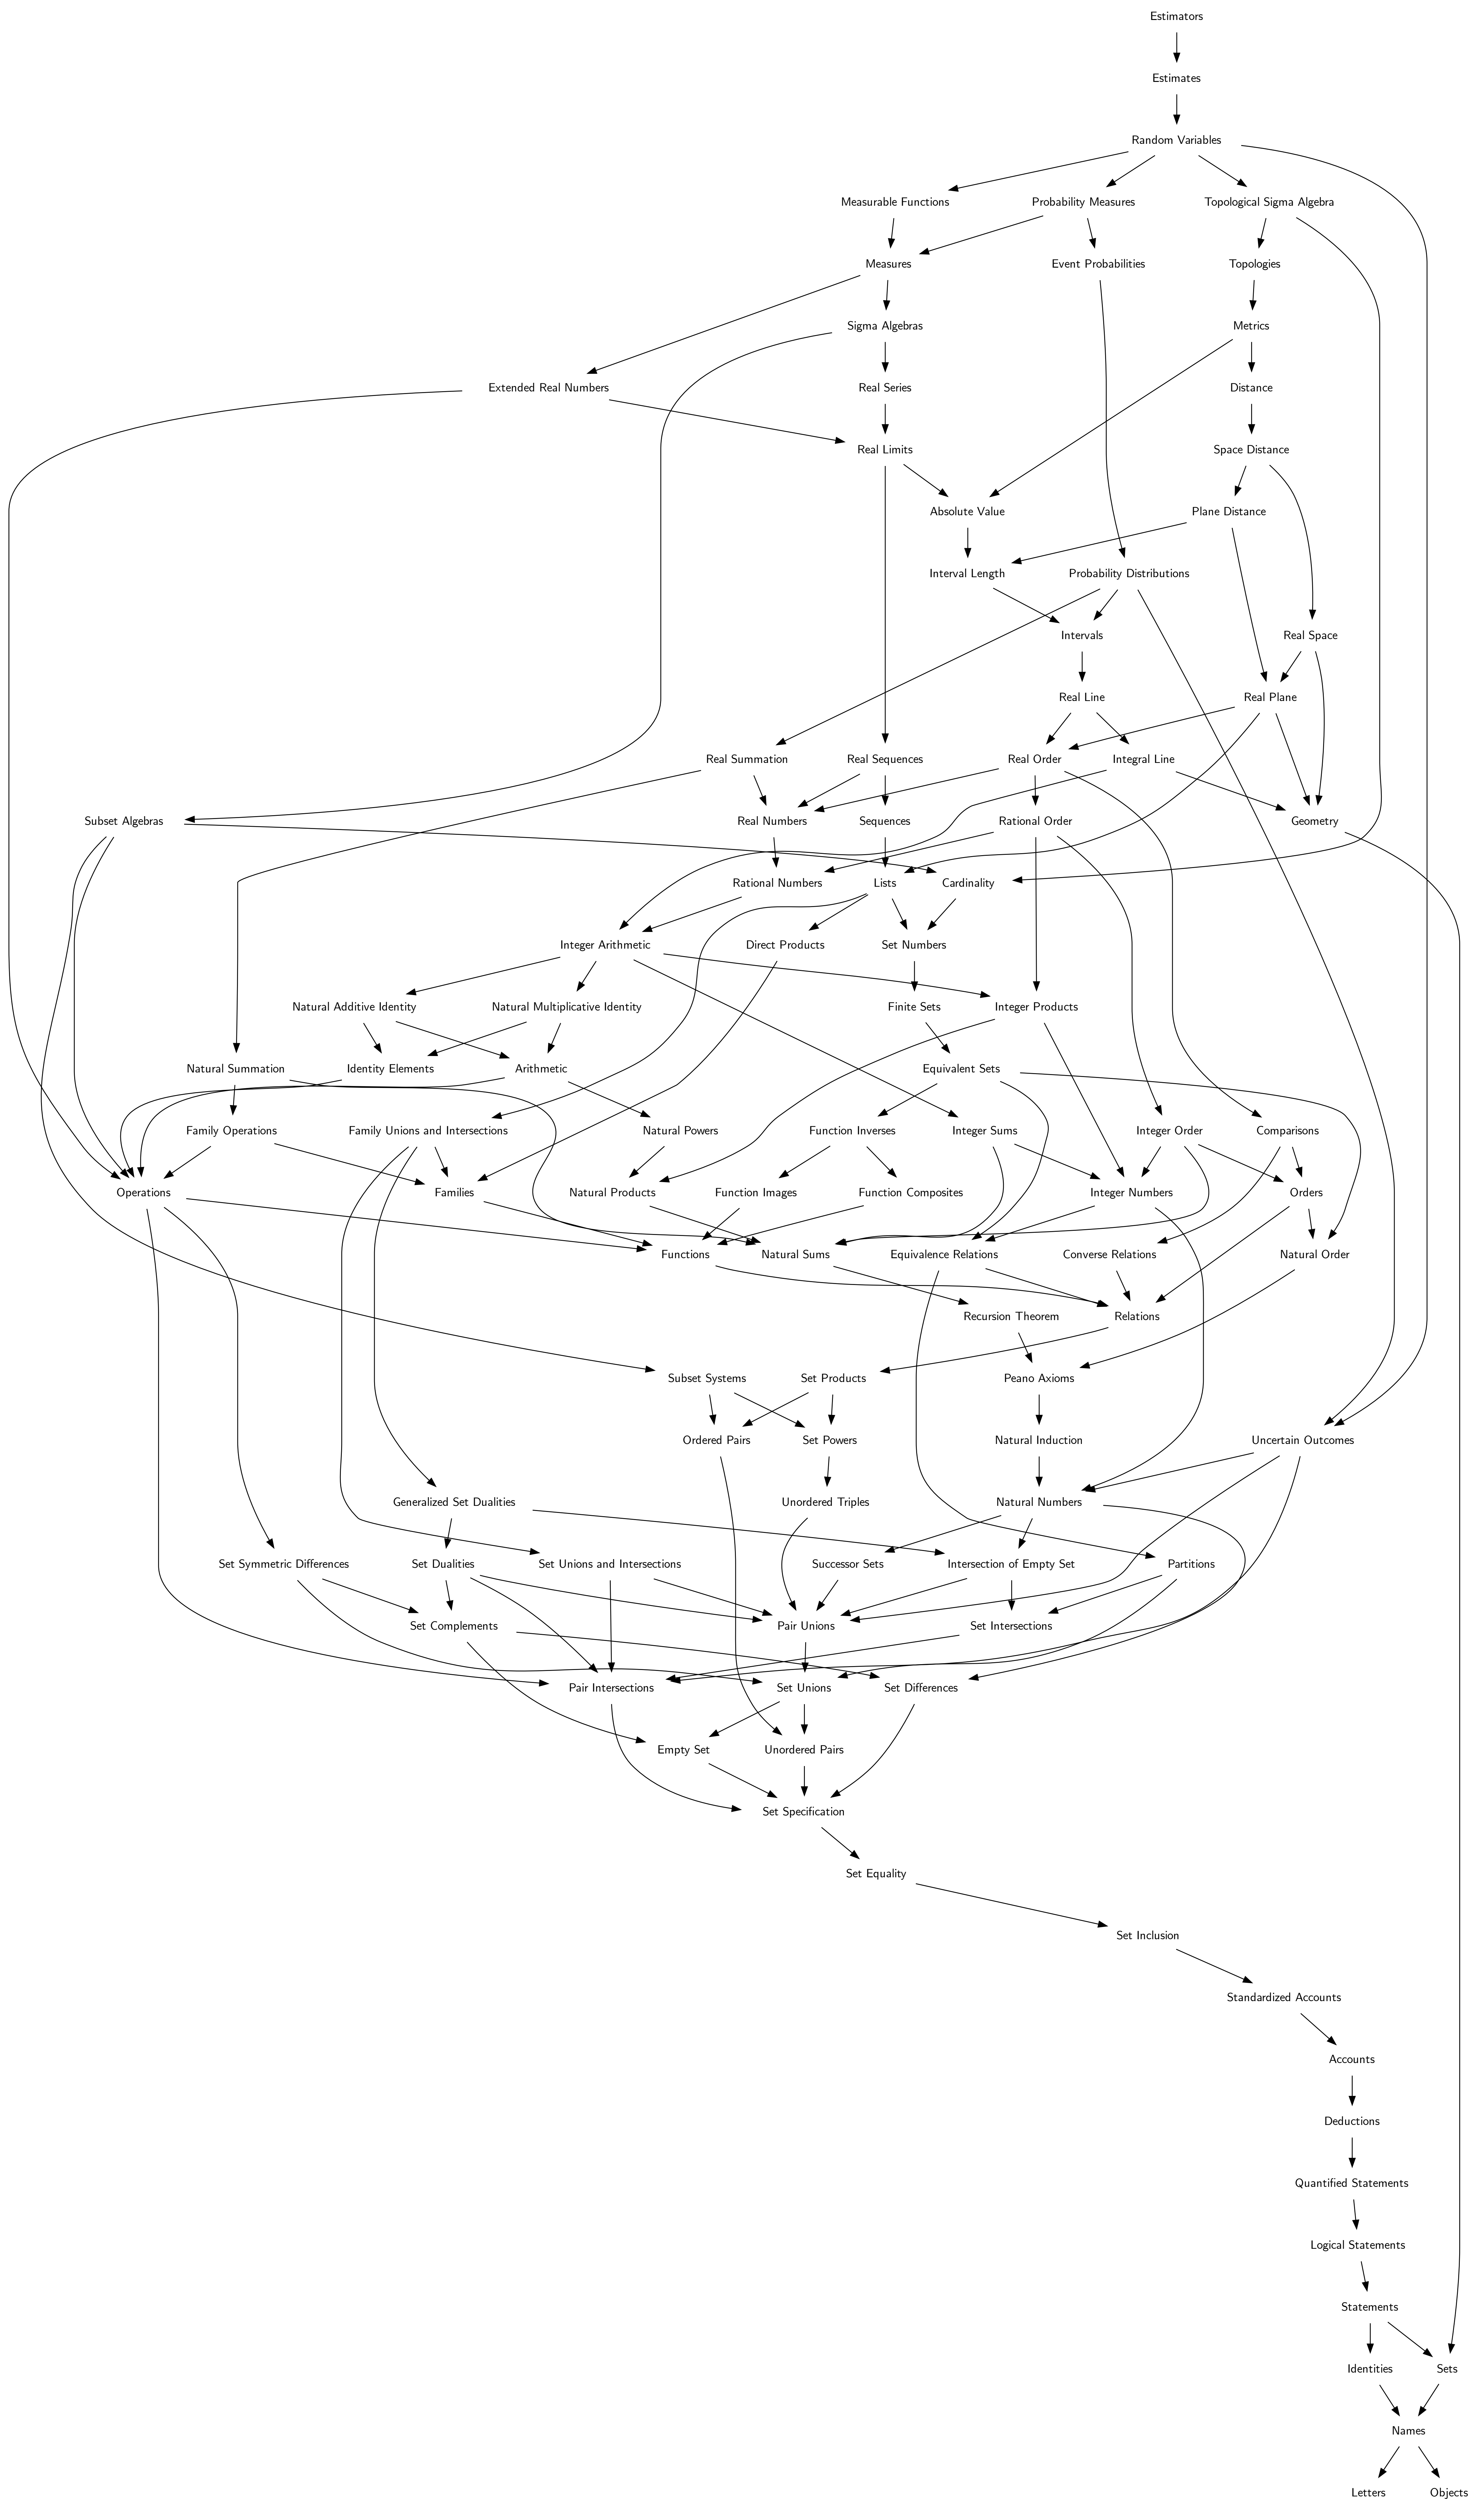 Estimators
Estimates
Random Variables
Measurable Functions
Probability Measures
Topological Sigma Algebra
Measures
Event Probabilities
Topologies
Sigma Algebras
Metrics
Extended Real Numbers
Real Series
Distance
Real Limits
Space Distance
Absolute Value
Plane Distance
Interval Length
Probability Distributions
Intervals
Real Space
Real Line
Real Plane
Real Summation
Real Sequences
Real Order
Integral Line
Subset Algebras
Real Numbers
Sequences
Rational Order
Geometry
Rational Numbers
Lists
Cardinality
Integer Arithmetic
Direct Products
Set Numbers
Natural Additive Identity
Natural Multiplicative Identity
Finite Sets
Integer Products
Natural Summation
Identity Elements
Arithmetic
Equivalent Sets
Family Operations
Family Unions and Intersections
Natural Powers
Function Inverses
Integer Sums
Integer Order
Comparisons
Operations
Families
Natural Products
Function Images
Function Composites
Integer Numbers
Orders
Functions
Natural Sums
Equivalence Relations
Converse Relations
Natural Order
Recursion Theorem
Relations
Subset Systems
Set Products
Peano Axioms
Ordered Pairs
Set Powers
Natural Induction
Uncertain Outcomes
Generalized Set Dualities
Unordered Triples
Natural Numbers
Set Symmetric Differences
Set Dualities
Set Unions and Intersections
Successor Sets
Intersection of Empty Set
Partitions
Set Complements
Pair Unions
Set Intersections
Pair Intersections
Set Unions
Set Differences
Empty Set
Unordered Pairs
Set Specification
Set Equality
Set Inclusion
Standardized Accounts
Accounts
Deductions
Quantified Statements
Logical Statements
Statements
Identities
Sets
Names
Letters
Objects